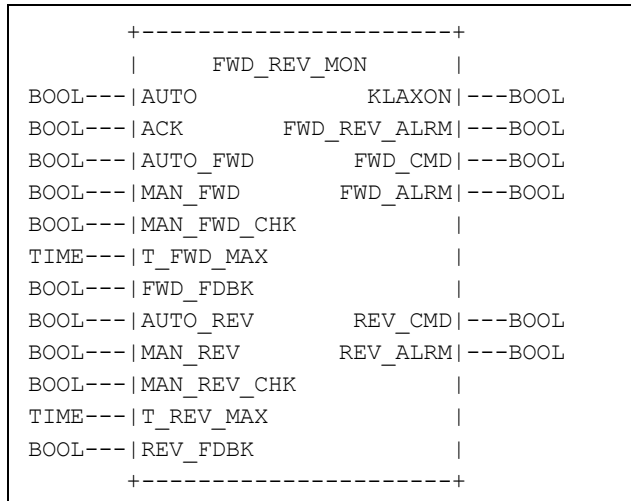 +----------------------+
| FWD_REV_MON |
BOOL---|AUTO KLAXON|---BOOL
BOOL---|ACK FWD_REV_ALRM|---BOOL
BOOL---|AUTO_FWD FWD_CMD|---BOOL
BOOL---|MAN_FWD FWD_ALRM|---BOOL
BOOL---|MAN_FWD_CHK |
TIME---|T_FWD_MAX |
BOOL---|FWD_FDBK |
BOOL---|AUTO_REV REV_CMD|---BOOL
BOOL---|MAN_REV REV_ALRM|---BOOL
BOOL---|MAN_REV_CHK |
TIME---|T_REV_MAX |
BOOL---|REV_FDBK |
+----------------------+